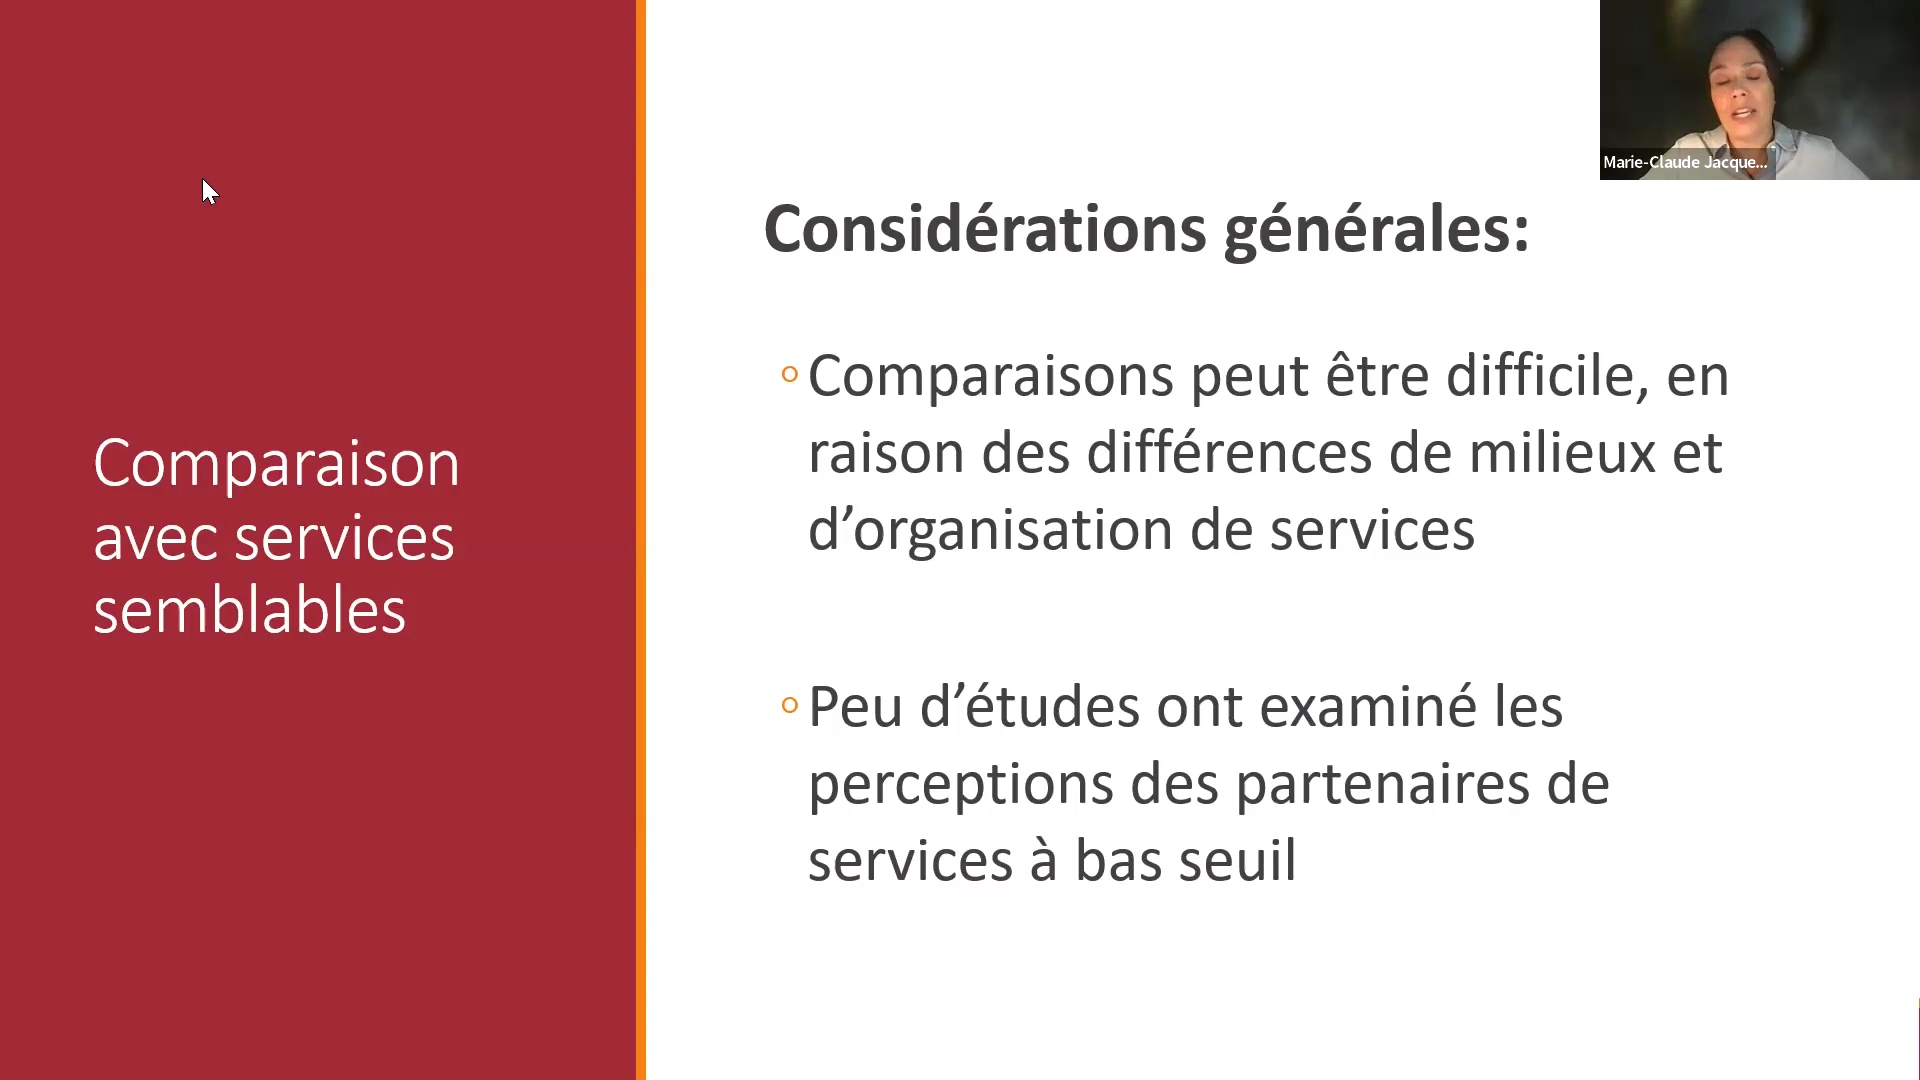 Comparaison
avec services
semblables
Considérations générales:
Comparaisons peut être difficile, en
raison des différences de milieux et
d’organisation de services
Peu d’études ont examiné les
perceptions des partenaires de
services à bas seuil
Marie-Claude Jacque...